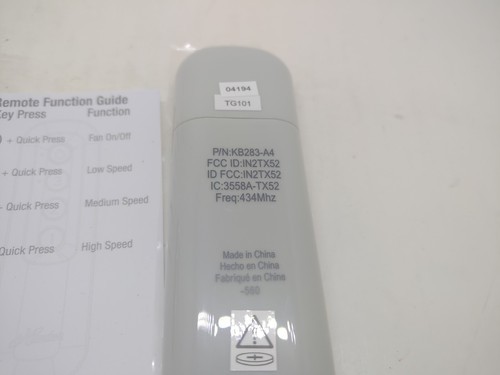 Remote Function Guide
Key Press Function
+ Quick Press Fan On/Off
+ Quick Press Low Speed
+ Quick Press Medium Speed
Quick Press High Speed
04194
TG101
P/N:KB283-A4
FCC ID:IN2TX52
ID FCC:IN2TX52
IC:3558A-TX52
Freq:434Mhz
Made in China
Hecho en China
Fabriqué en China
-560